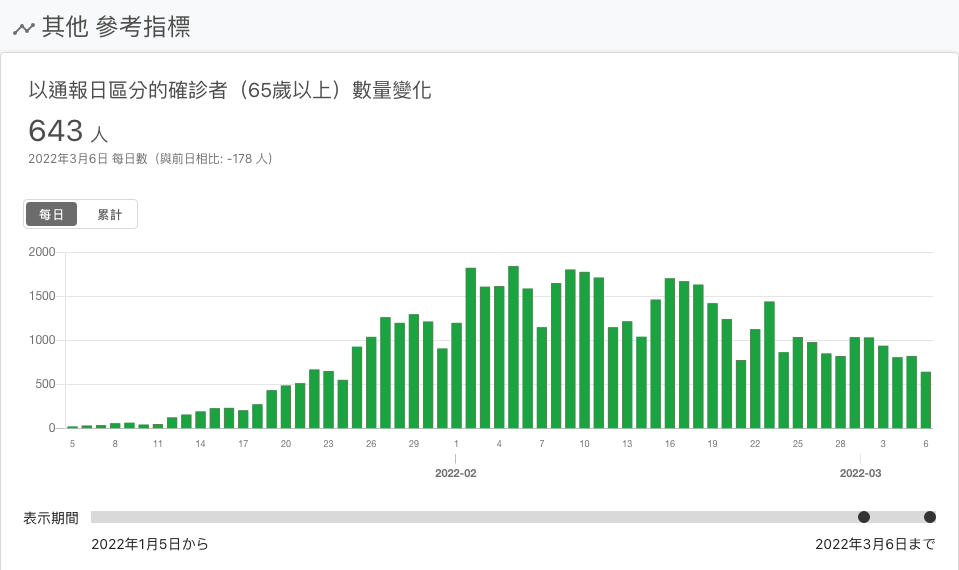 其他 參考指標
以通報日區分的確診者（65歲以上）數量變化
643 人
2022年3月6日 每日數（與前日相比: -178 人）
每日 累計
2000
1500
1000
500
0
5 8 11 14 17 20 23 26 29 1 4 7 10 13 16 19 22 25 28 3 6
2022-02 2022-03
表示期間
2022年1月5日から 2022年3月6日まで